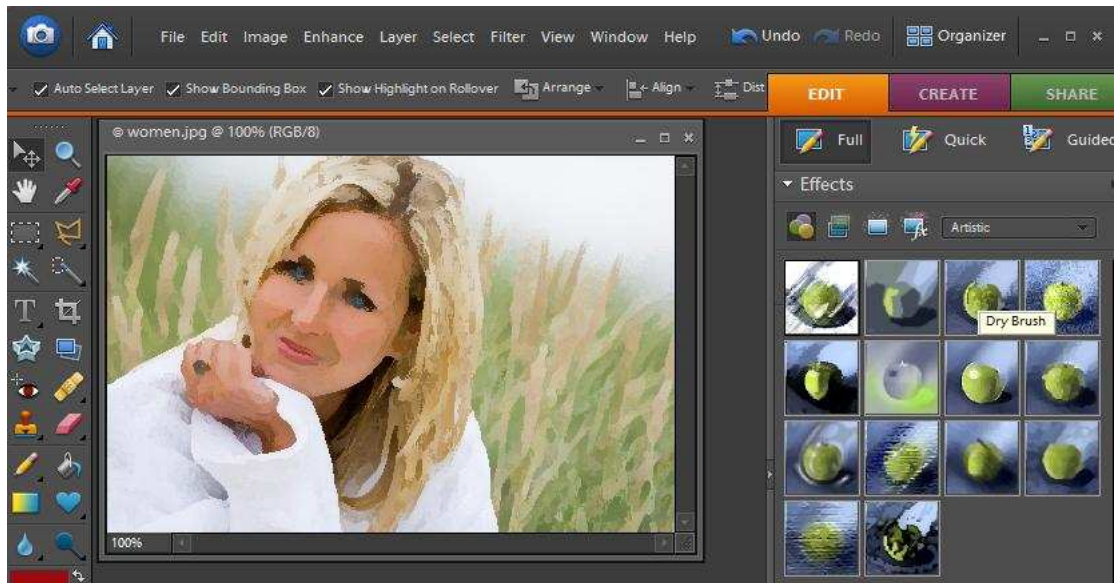 File Edit Image Enhance Layer Select Filter View Window Help Undo Redo Organizer
Auto Select Layer Show Bounding Box Show Highlight on Rollover Arrange Align Dist
EDIT CREATE SHARE
women.jpg @ 100% (RGB/8)
Full Quick Guided
Effects
Artistic
Dry Brush
T
100%